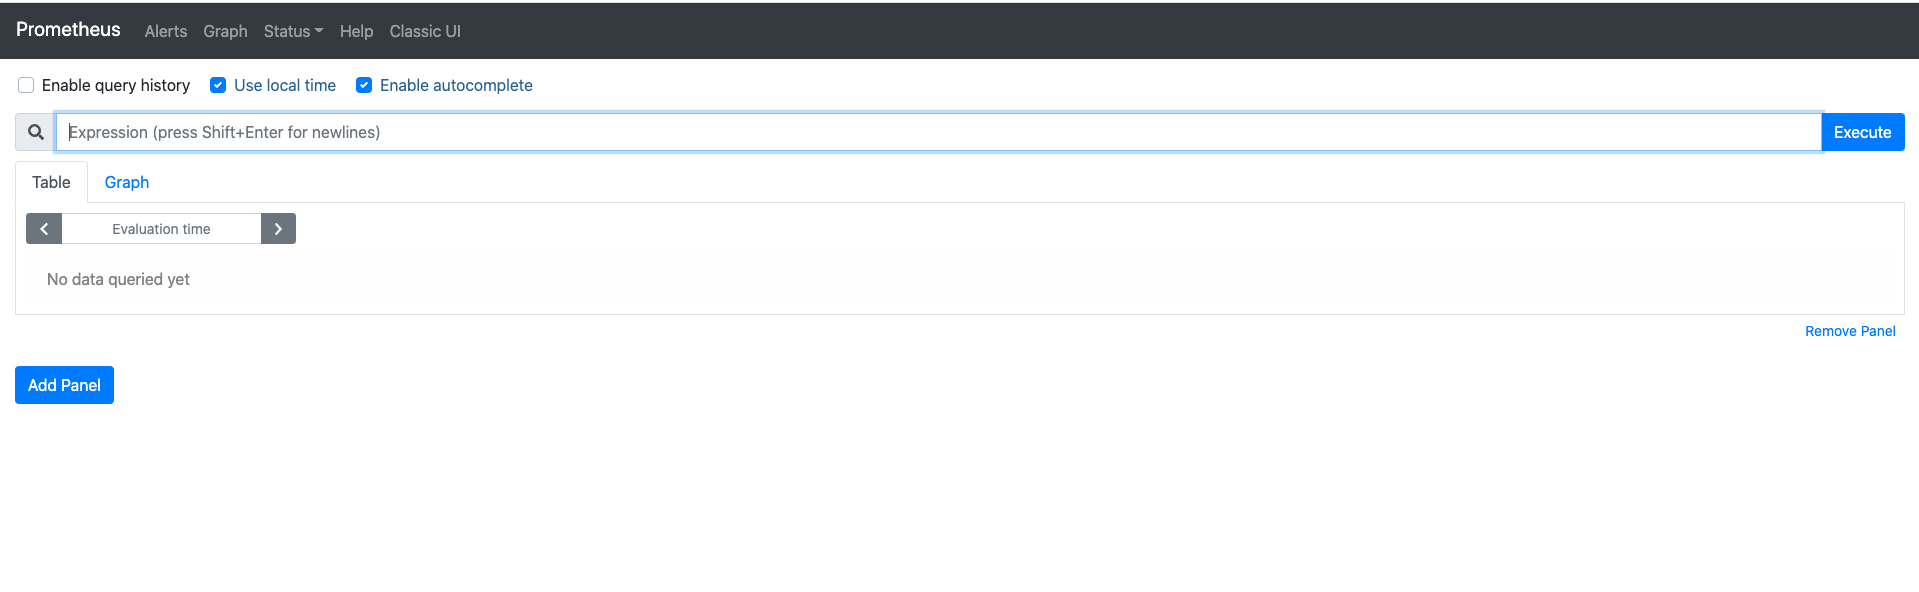 Prometheus Alerts Graph Status Help Classic UI
Enable query history Use local time Enable autocomplete
Expression (press Shift+Enter for newlines) Execute
Table Graph
Evaluation time
No data queried yet
Remove Panel
Add Panel